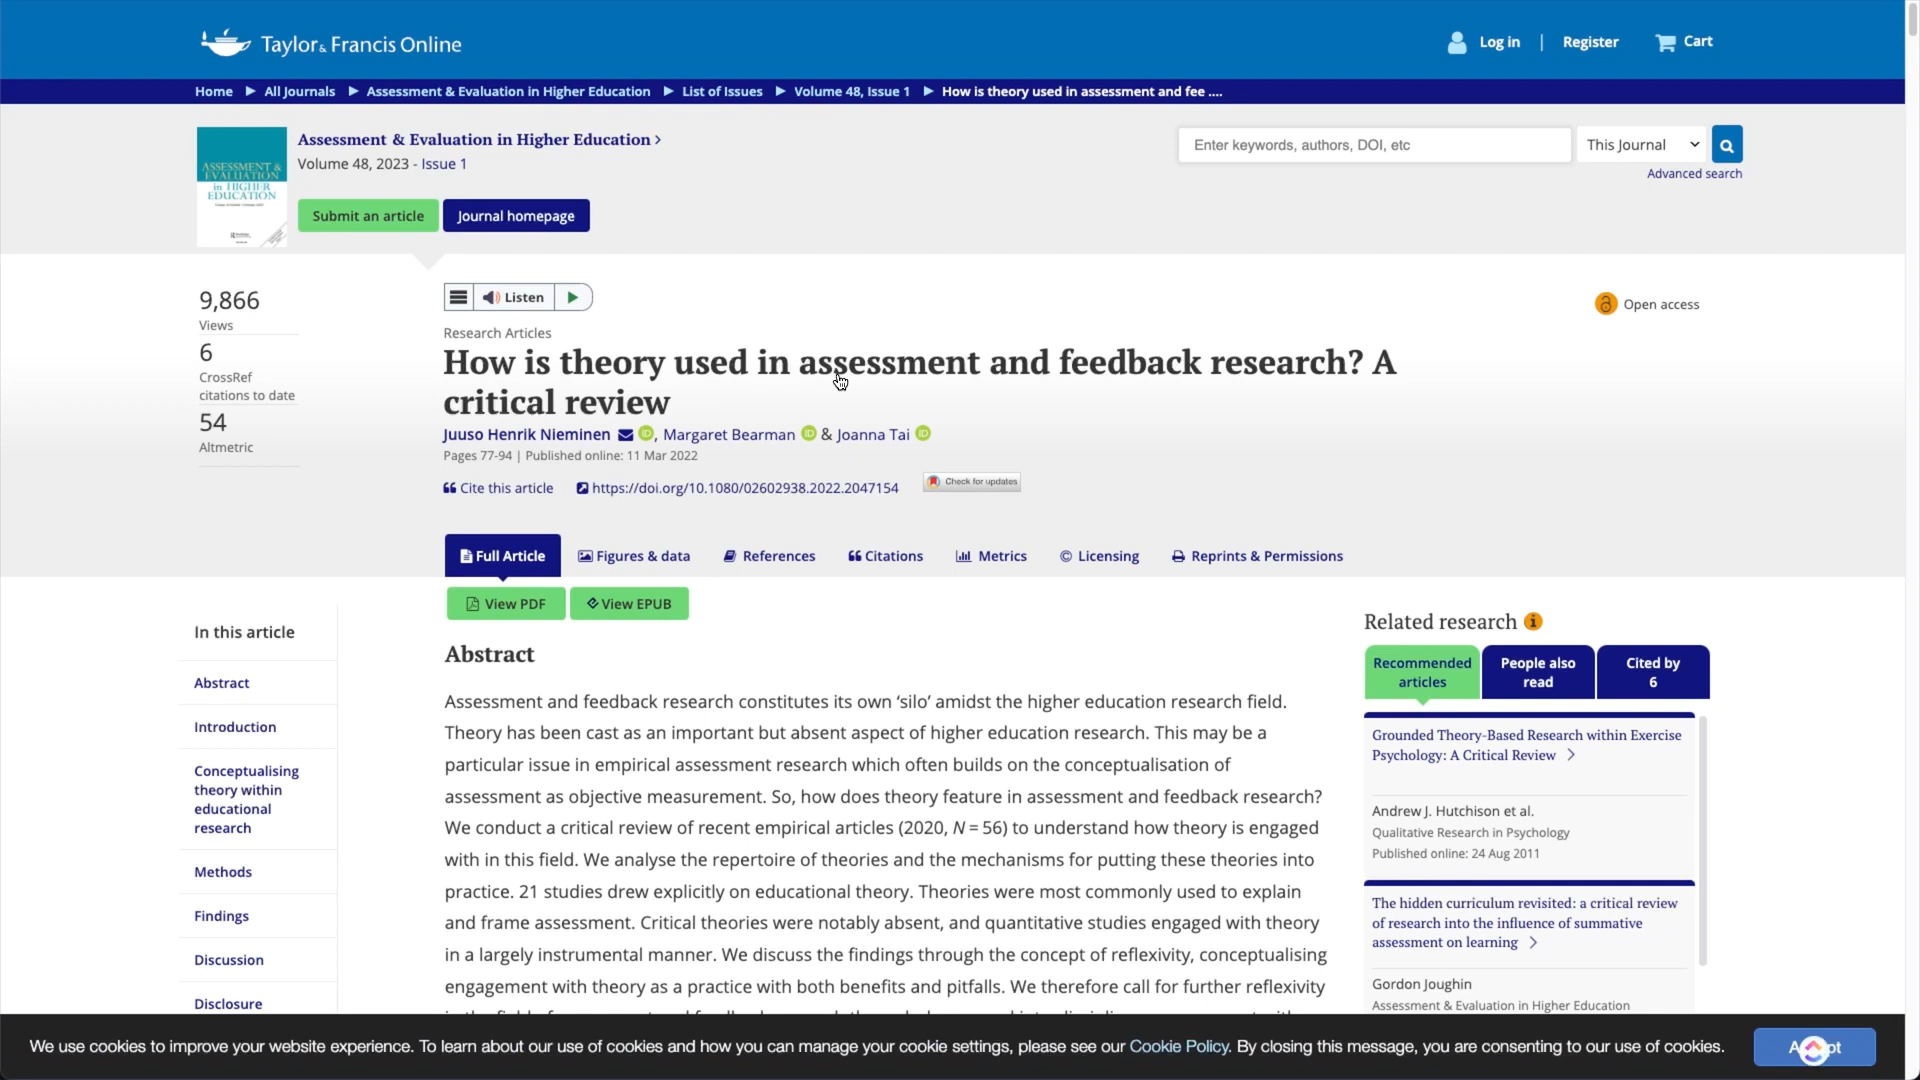 Taylor & Francis Online
Log in | Register Cart
Home ▶ All Journals ▶ Assessment & Evaluation in Higher Education ▶ List of Issues ▶ Volume 48, Issue 1 ▶ How is theory used in assessment and fee ....
ASSESSMENT &
EVALUATION
in HIGHER
EDUCATION
Assessment & Evaluation in Higher Education >
Volume 48, 2023 - Issue 1
Submit an article Journal homepage
Enter keywords, authors, DOI, etc This Journal
Advanced search
9,866
Views
6
CrossRef
citations to date
54
Altmetric
Listen
Open access
Research Articles
How is theory used in assessment and feedback research? A
critical review
Juuso Henrik Nieminen, Margaret Bearman & Joanna Tai
Pages 77-94 | Published online: 11 Mar 2022
Cite this article https://doi.org/10.1080/02602938.2022.2047154 Check for updates
Full Article Figures & data References Citations Metrics Licensing Reprints & Permissions
View PDF View EPUB
In this article
Abstract
Introduction
Conceptualising
theory within
educational
research
Methods
Findings
Discussion
Disclosure
Abstract
Assessment and feedback research constitutes its own ‘silo’ amidst the higher education research field.
Theory has been cast as an important but absent aspect of higher education research. This may be a
particular issue in empirical assessment research which often builds on the conceptualisation of
assessment as objective measurement. So, how does theory feature in assessment and feedback research?
We conduct a critical review of recent empirical articles (2020, N = 56) to understand how theory is engaged
with in this field. We analyse the repertoire of theories and the mechanisms for putting these theories into
practice. 21 studies drew explicitly on educational theory. Theories were most commonly used to explain
and frame assessment. Critical theories were notably absent, and quantitative studies engaged with theory
in a largely instrumental manner. We discuss the findings through the concept of reflexivity, conceptualising
engagement with theory as a practice with both benefits and pitfalls. We therefore call for further reflexivity
Related research
Recommended
articles
People also
read
Cited by
6
Grounded Theory-Based Research within Exercise
Psychology: A Critical Review >
Andrew J. Hutchison et al.
Qualitative Research in Psychology
Published online: 24 Aug 2011
The hidden curriculum revisited: a critical review
of research into the influence of summative
assessment on learning >
Gordon Joughin
Assessment & Evaluation in Higher Education
We use cookies to improve your website experience. To learn about our use of cookies and how you can manage your cookie settings, please see our Cookie Policy. By closing this message, you are consenting to our use of cookies.